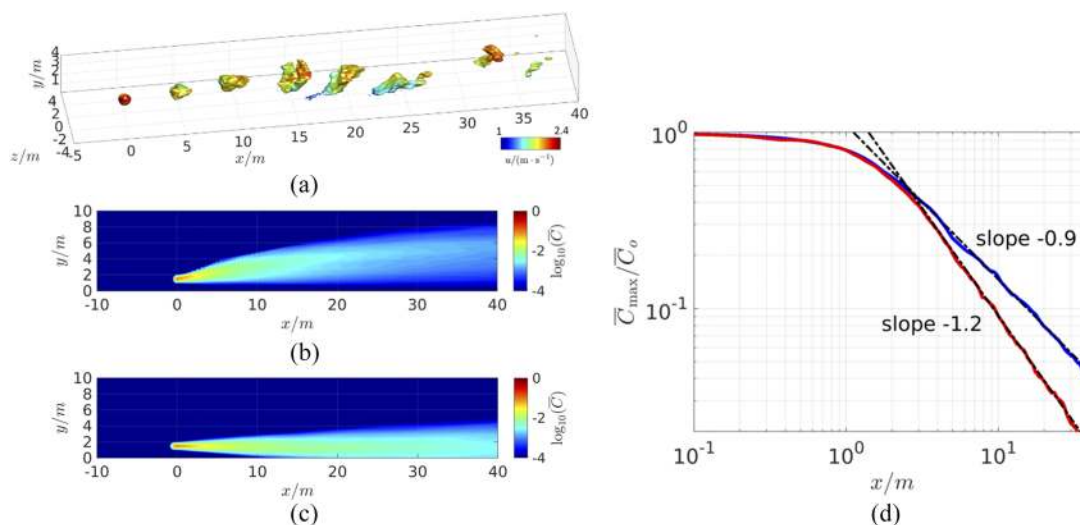 4
3
2
1
y/m
4
2
0
-2
-4
z/m
-5 0 5 10 15 20 25 30 35 40
x/m
1 2.4
u/(m · s⁻¹)
(a)
10
8
6
4
2
0
y/m
-10 0 10 20 30 40
x/m
0
-2
-4
log₁₀(C̅)
(b)
10
8
6
4
2
0
y/m
-10 0 10 20 30 40
x/m
0
-2
-4
log₁₀(C̅)
(c)
10⁰
10⁻¹
C̅max/C̅o
slope -0.9
slope -1.2
10⁻¹ 10⁰ 10¹
x/m
(d)